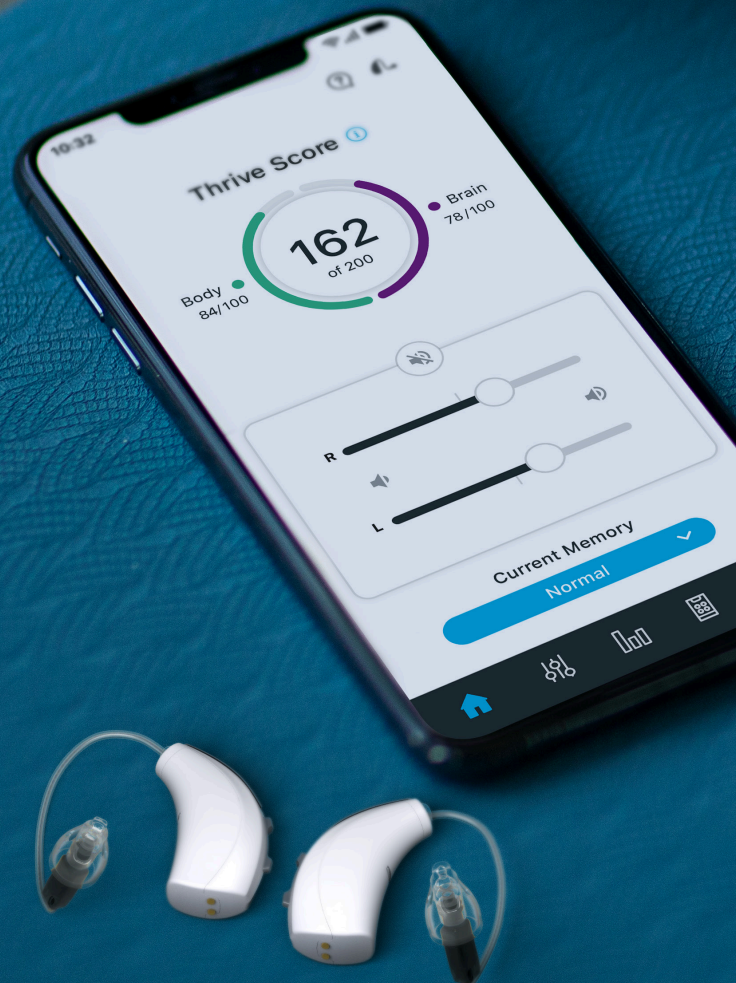 10:32
Thrive Score
162
of 200
Brain
78/100
Body
84/100
R
L
Current Memory
Normal